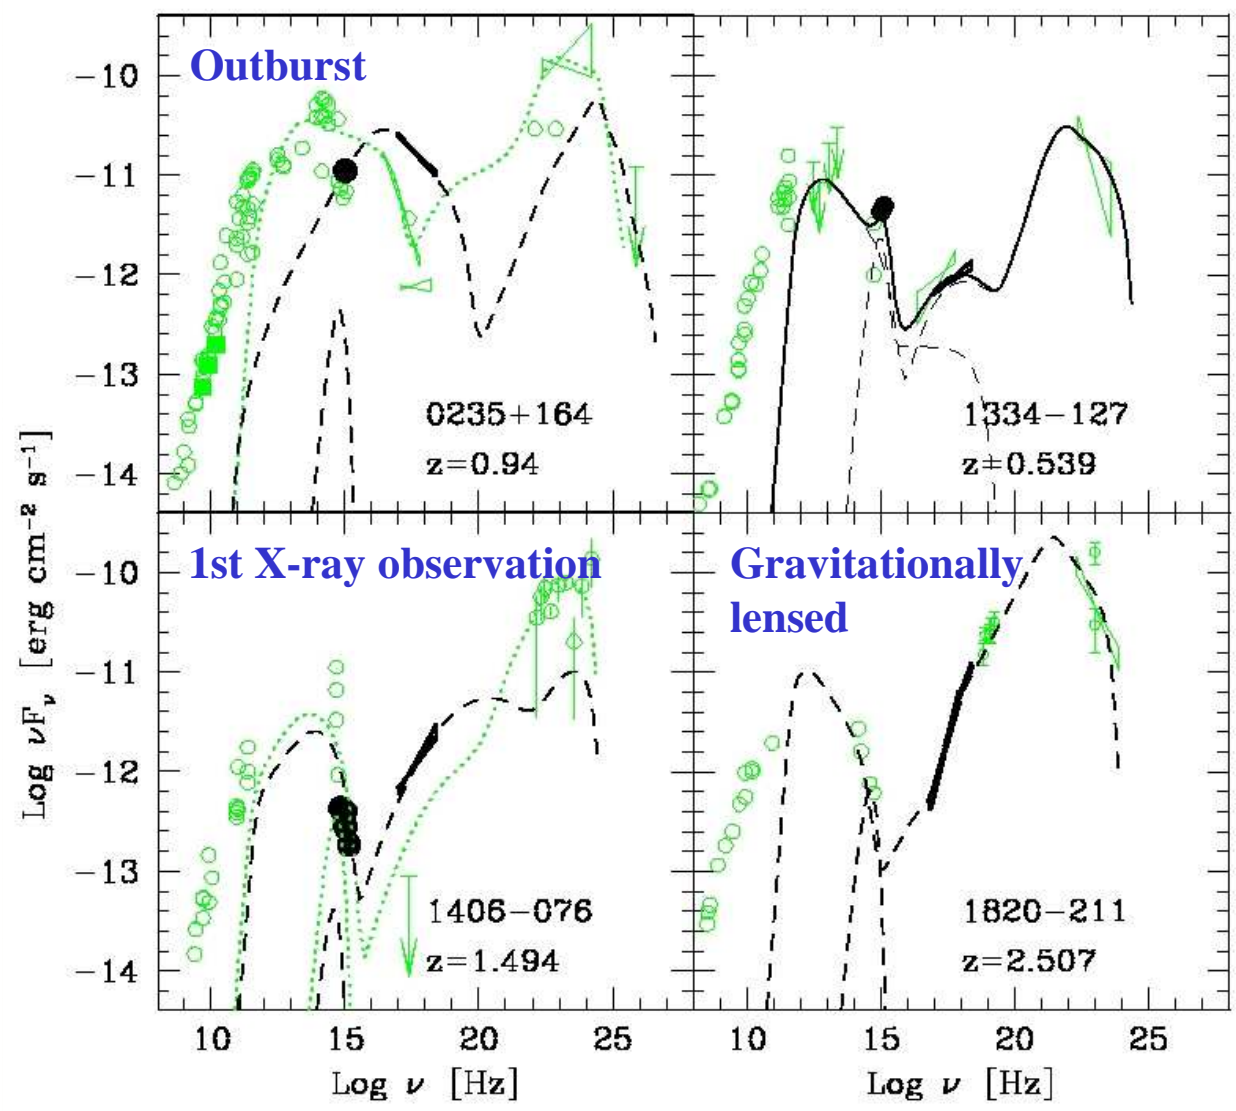 Outburst
−10
−11
−12
−13
−14
0235+164
z=0.94
1334−127
z=0.539
Log νFν [erg cm−2 s−1]
1st X-ray observation
Gravitationally
lensed
−10
−11
−12
−13
−14
1406−076
z=1.494
1820−211
z=2.507
10 15 20 25 10 15 20 25
Log ν [Hz] Log ν [Hz]